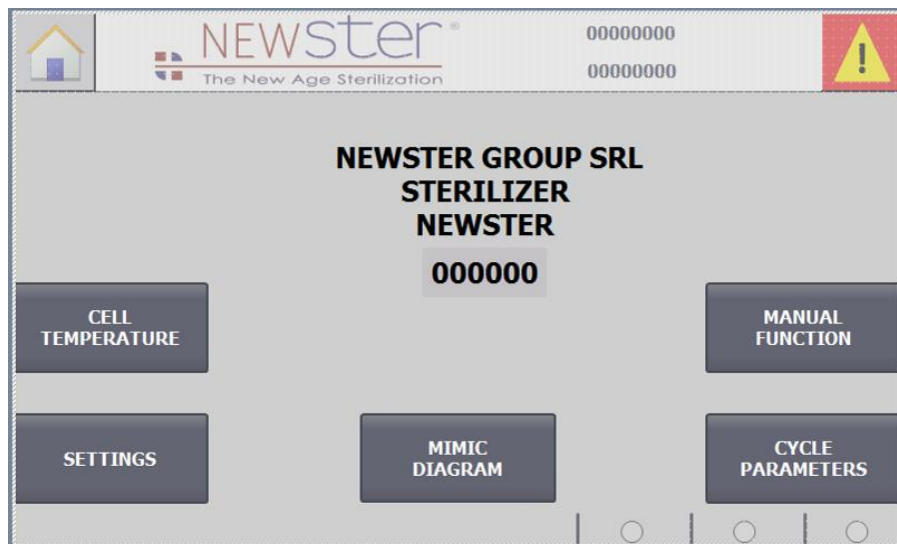 NEWSter®
The New Age Sterilization
00000000
00000000
!
NEWSTER GROUP SRL
STERILIZER
NEWSTER
000000
CELL
TEMPERATURE
MANUAL
FUNCTION
SETTINGS
MIMIC
DIAGRAM
CYCLE
PARAMETERS